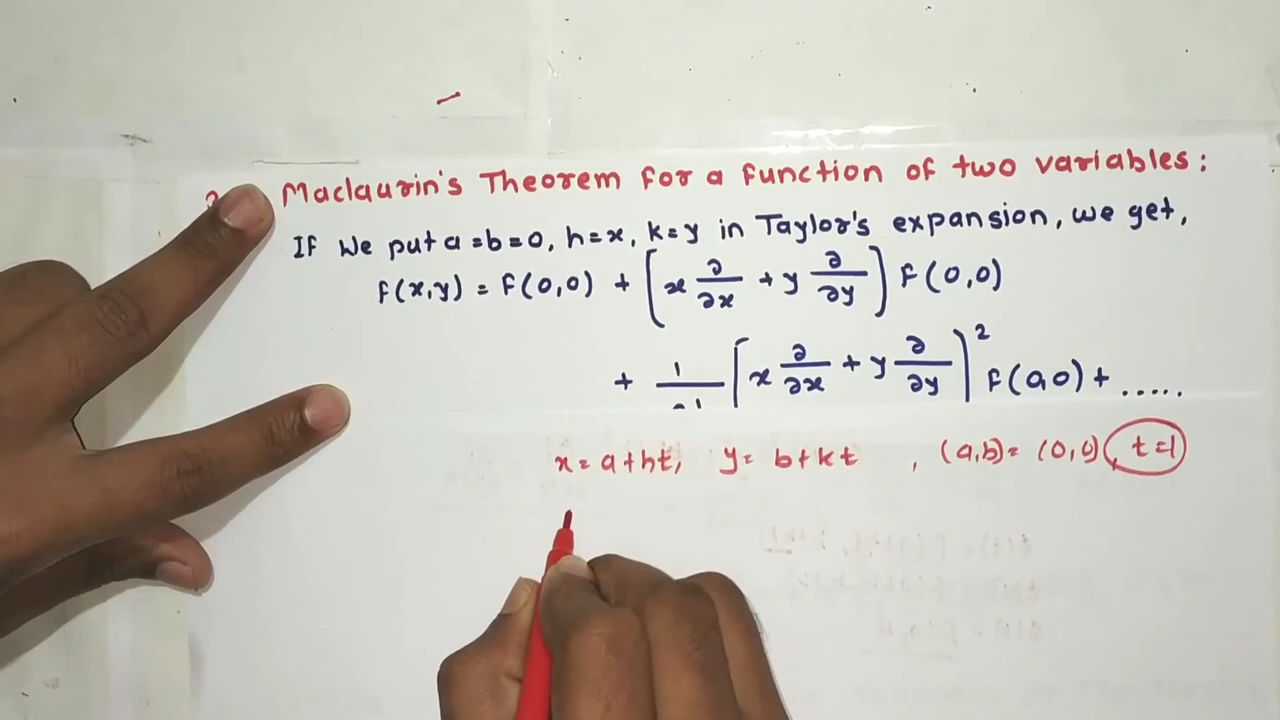 Maclaurin's Theorem for a function of two variables:
If we put a=b=0, h=x, k=y in Taylor's expansion, we get,
f(x,y) = f(0,0) + [x ∂/∂x + y ∂/∂y] f(0,0)
+ 1/2! [x ∂/∂x + y ∂/∂y]² f(0,0) + .....
x = a+ht, y = b+kt , (a,b) = (0,0), t=1